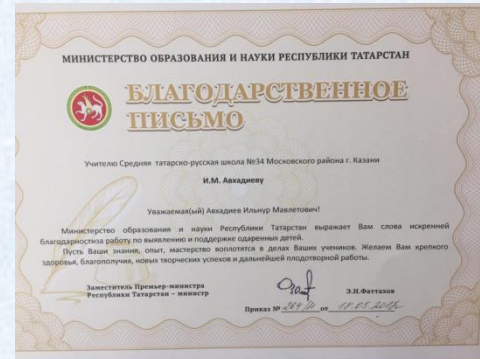 МИНИСТЕРСТВО ОБРАЗОВАНИЯ И НАУКИ РЕСПУБЛИКИ ТАТАРСТАН
БЛАГОДАРСТВЕННОЕ
ПИСЬМО
Учителю Средняя татарско-русская школа №34 Московского района г. Казани
И.М. Авхадиеву
Уважаемая(ый) Авхадиев Ильнур Мавлетович!
Министерство образования и науки Республики Татарстан выражает Вам слова искренней
благодарностиза работу по выявлению и поддержке одаренных детей.
Пусть Ваши знания, опыт, мастерство воплотятся в делах Ваших учеников. Желаем Вам крепкого
здоровья, благополучия, новых творческих успехов и дальнейшей плодотворной работы.
Заместитель Премьер-министра
Республики Татарстан – министр
Э.Н.Фаттахов
Приказ № от